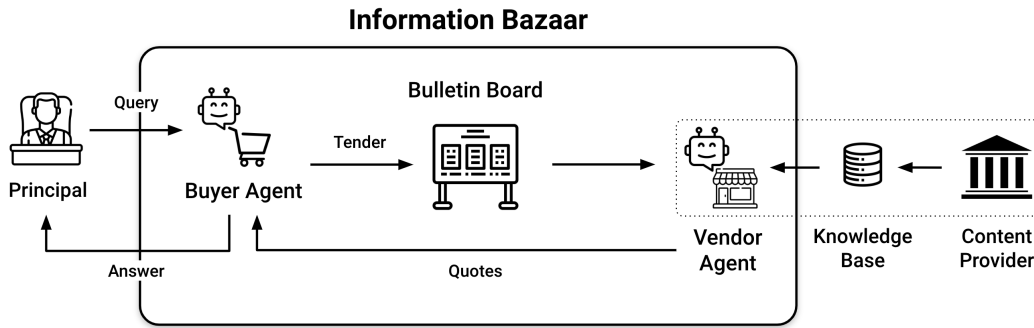 Information Bazaar
Query
Bulletin Board
Tender
Principal
Buyer Agent
Vendor
Agent
Knowledge
Base
Content
Provider
Answer
Quotes